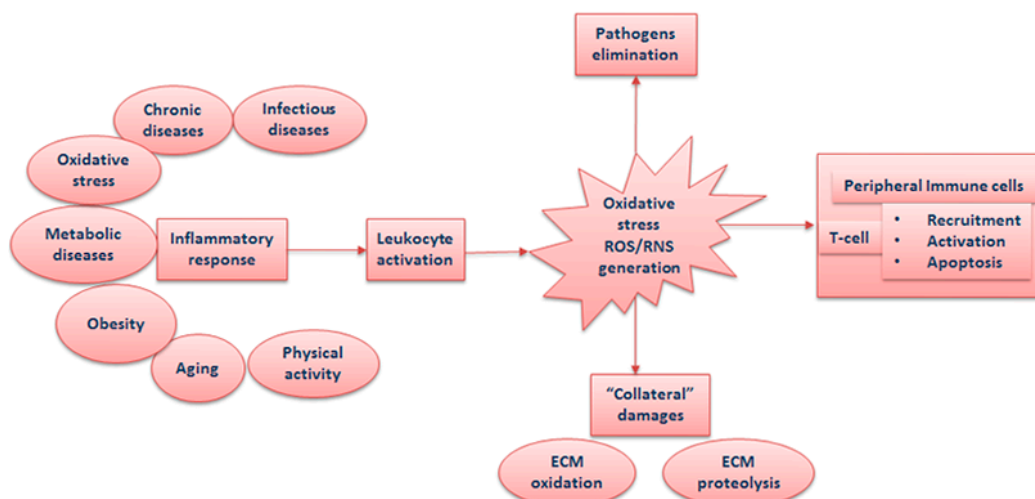 Pathogens
elimination
Chronic
diseases
Infectious
diseases
Oxidative
stress
Metabolic
diseases
Inflammatory
response
Leukocyte
activation
Oxidative
stress
ROS/RNS
generation
Peripheral Immune cells
T-cell
• Recruitment
• Activation
• Apoptosis
Obesity
Aging
Physical
activity
“Collateral”
damages
ECM
oxidation
ECM
proteolysis